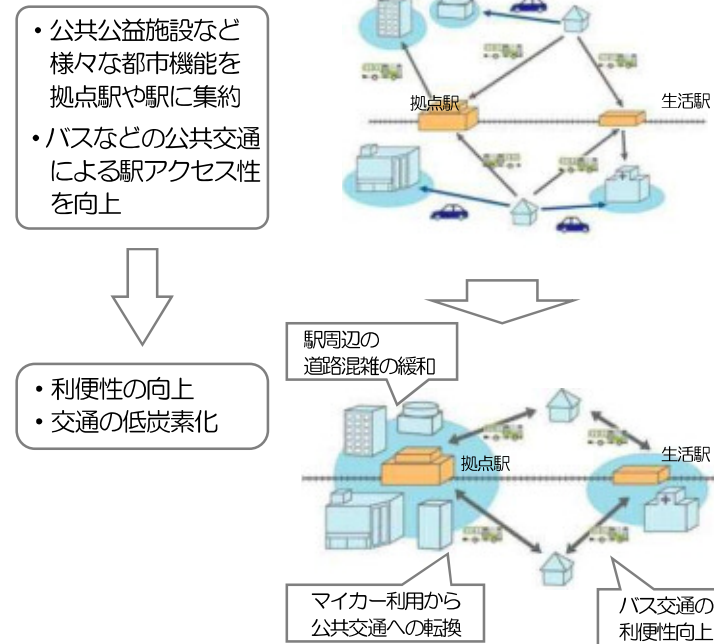 ・公共公益施設など
様々な都市機能を
拠点駅や駅に集約
・バスなどの公共交通
による駅アクセス性
を向上
拠点駅
生活駅
・利便性の向上
・交通の低炭素化
駅周辺の
道路混雑の緩和
拠点駅
生活駅
マイカー利用から
公共交通への転換
バス交通の
利便性向上